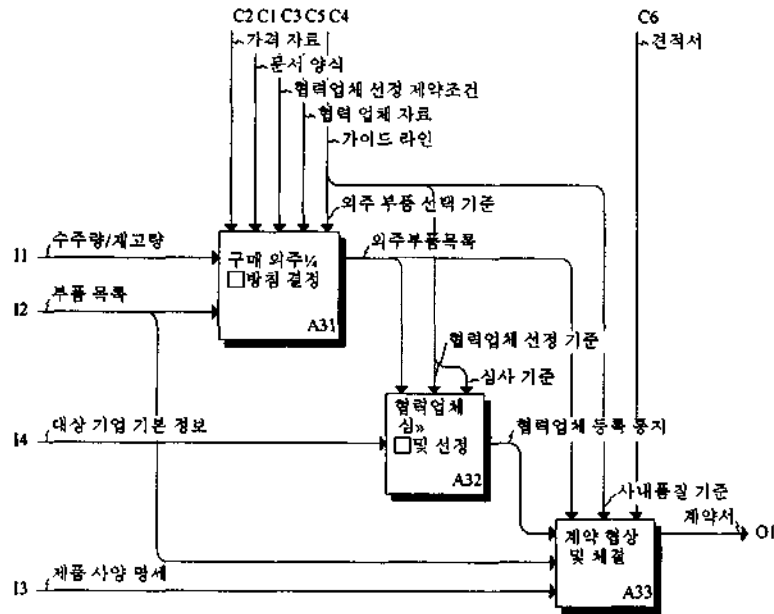 C2 C1 C3 C5 C4
C6
가격 자료
견적서
문서 양식
협력업체 선정 제약조건
협력 업체 자료
가이드 라인
외주 부품 선택 기준
I1
수주량/재고량
외주부품목록
구매 외주¼
□방침 결정
A31
I2
부품 목록
협력업체 선정 기준
심사 기준
협력업체
심»
□및 선정
A32
I4
대상 기업 기본 정보
협력업체 등록 통지
사내품질 기준
계약서
O1
계약 협상
및 체결
A33
I3
제품 사양 명세